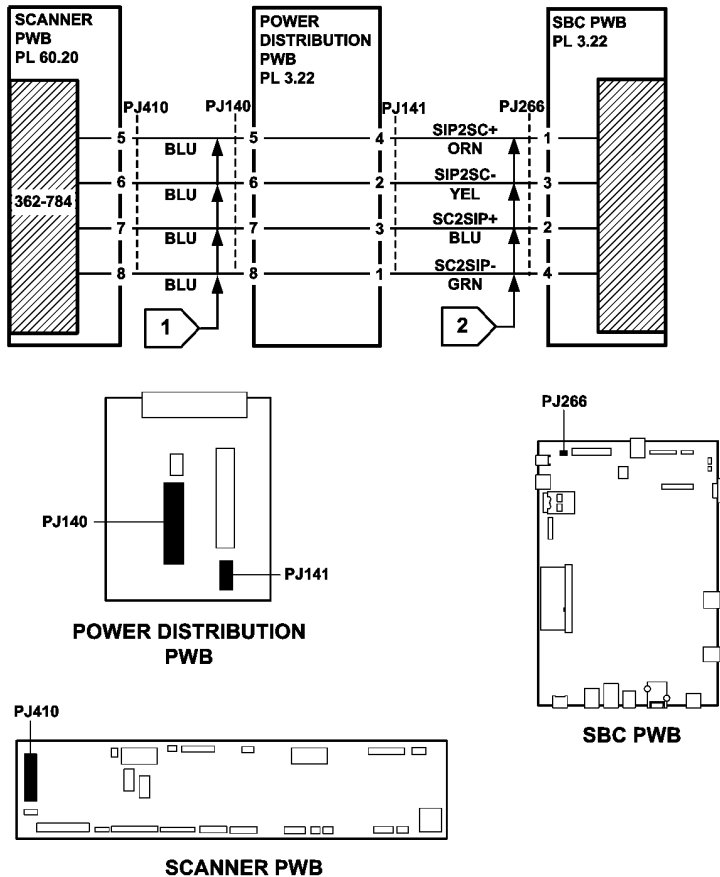 SCANNER
PWB
PL 60.20
POWER
DISTRIBUTION
PWB
PL 3.22
SBC PWB
PL 3.22
PJ410
PJ140
PJ141
PJ266
5
BLU
5
4
SIP2SC+
ORN
1
6
BLU
6
2
SIP2SC-
YEL
3
362-784
7
BLU
7
3
SC2SIP+
BLU
2
8
BLU
8
1
SC2SIP-
GRN
4
1
2
PJ266
PJ140
PJ141
POWER DISTRIBUTION
PWB
SBC PWB
PJ410
SCANNER PWB